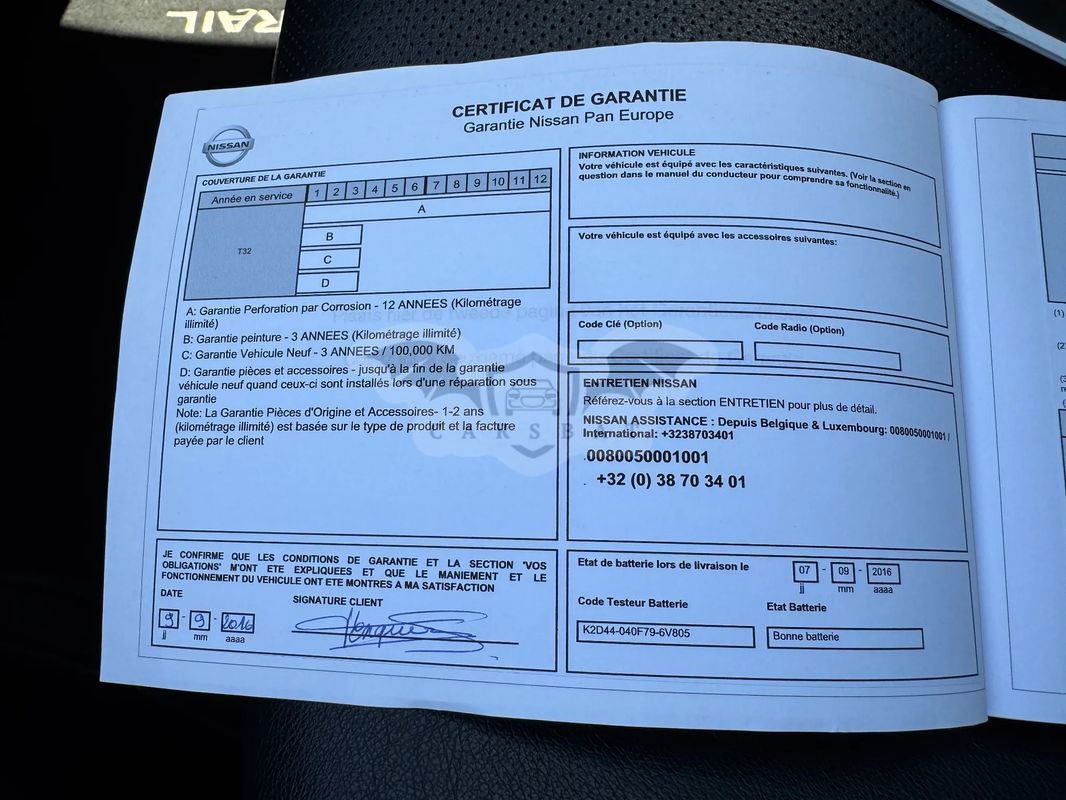 RAIL
CERTIFICAT DE GARANTIE
Garantie Nissan Pan Europe
NISSAN
COUVERTURE DE LA GARANTIE
Année en service 1 2 3 4 5 6 7 8 9 10 11 12
A
T32
B
C
D
A: Garantie Perforation par Corrosion - 12 ANNEES (Kilométrage
illimité)
B: Garantie peinture - 3 ANNEES (Kilométrage illimité)
C: Garantie Vehicule Neuf - 3 ANNEES / 100,000 KM
D: Garantie pièces et accessoires - jusqu'à la fin de la garantie
véhicule neuf quand ceux-ci sont installés lors d'une réparation sous
garantie
Note: La Garantie Pièces d'Origine et Accessoires- 1-2 ans
(kilométrage illimité) est basée sur le type de produit et la facture
payée par le client
INFORMATION VEHICULE
Votre véhicule est équipé avec les caractéristiques suivantes. (Voir la section en
question dans le manuel du conducteur pour comprendre sa fonctionnalité.)
Votre véhicule est équipé avec les accessoires suivantes:
Code Clé (Option)
Code Radio (Option)
ENTRETIEN NISSAN
Référez-vous à la section ENTRETIEN pour plus de détail.
NISSAN ASSISTANCE : Depuis Belgique & Luxembourg: 0080050001001 /
International: +3238703401
0080050001001
+32 (0) 38 70 34 01
CARSB
JE CONFIRME QUE LES CONDITIONS DE GARANTIE ET LA SECTION 'VOS
OBLIGATIONS' M'ONT ETE EXPLIQUEES ET QUE LE MANIEMENT ET LE
FONCTIONNEMENT DU VEHICULE ONT ETE MONTRES A MA SATISFACTION
DATE
SIGNATURE CLIENT
9 - 9 - 2016
jj mm aaaa
Etat de batterie lors de livraison le
07 - 09 - 2016
jj mm aaaa
Code Testeur Batterie
Etat Batterie
K2D44-040F79-6V805
Bonne batterie
(1)
(2)